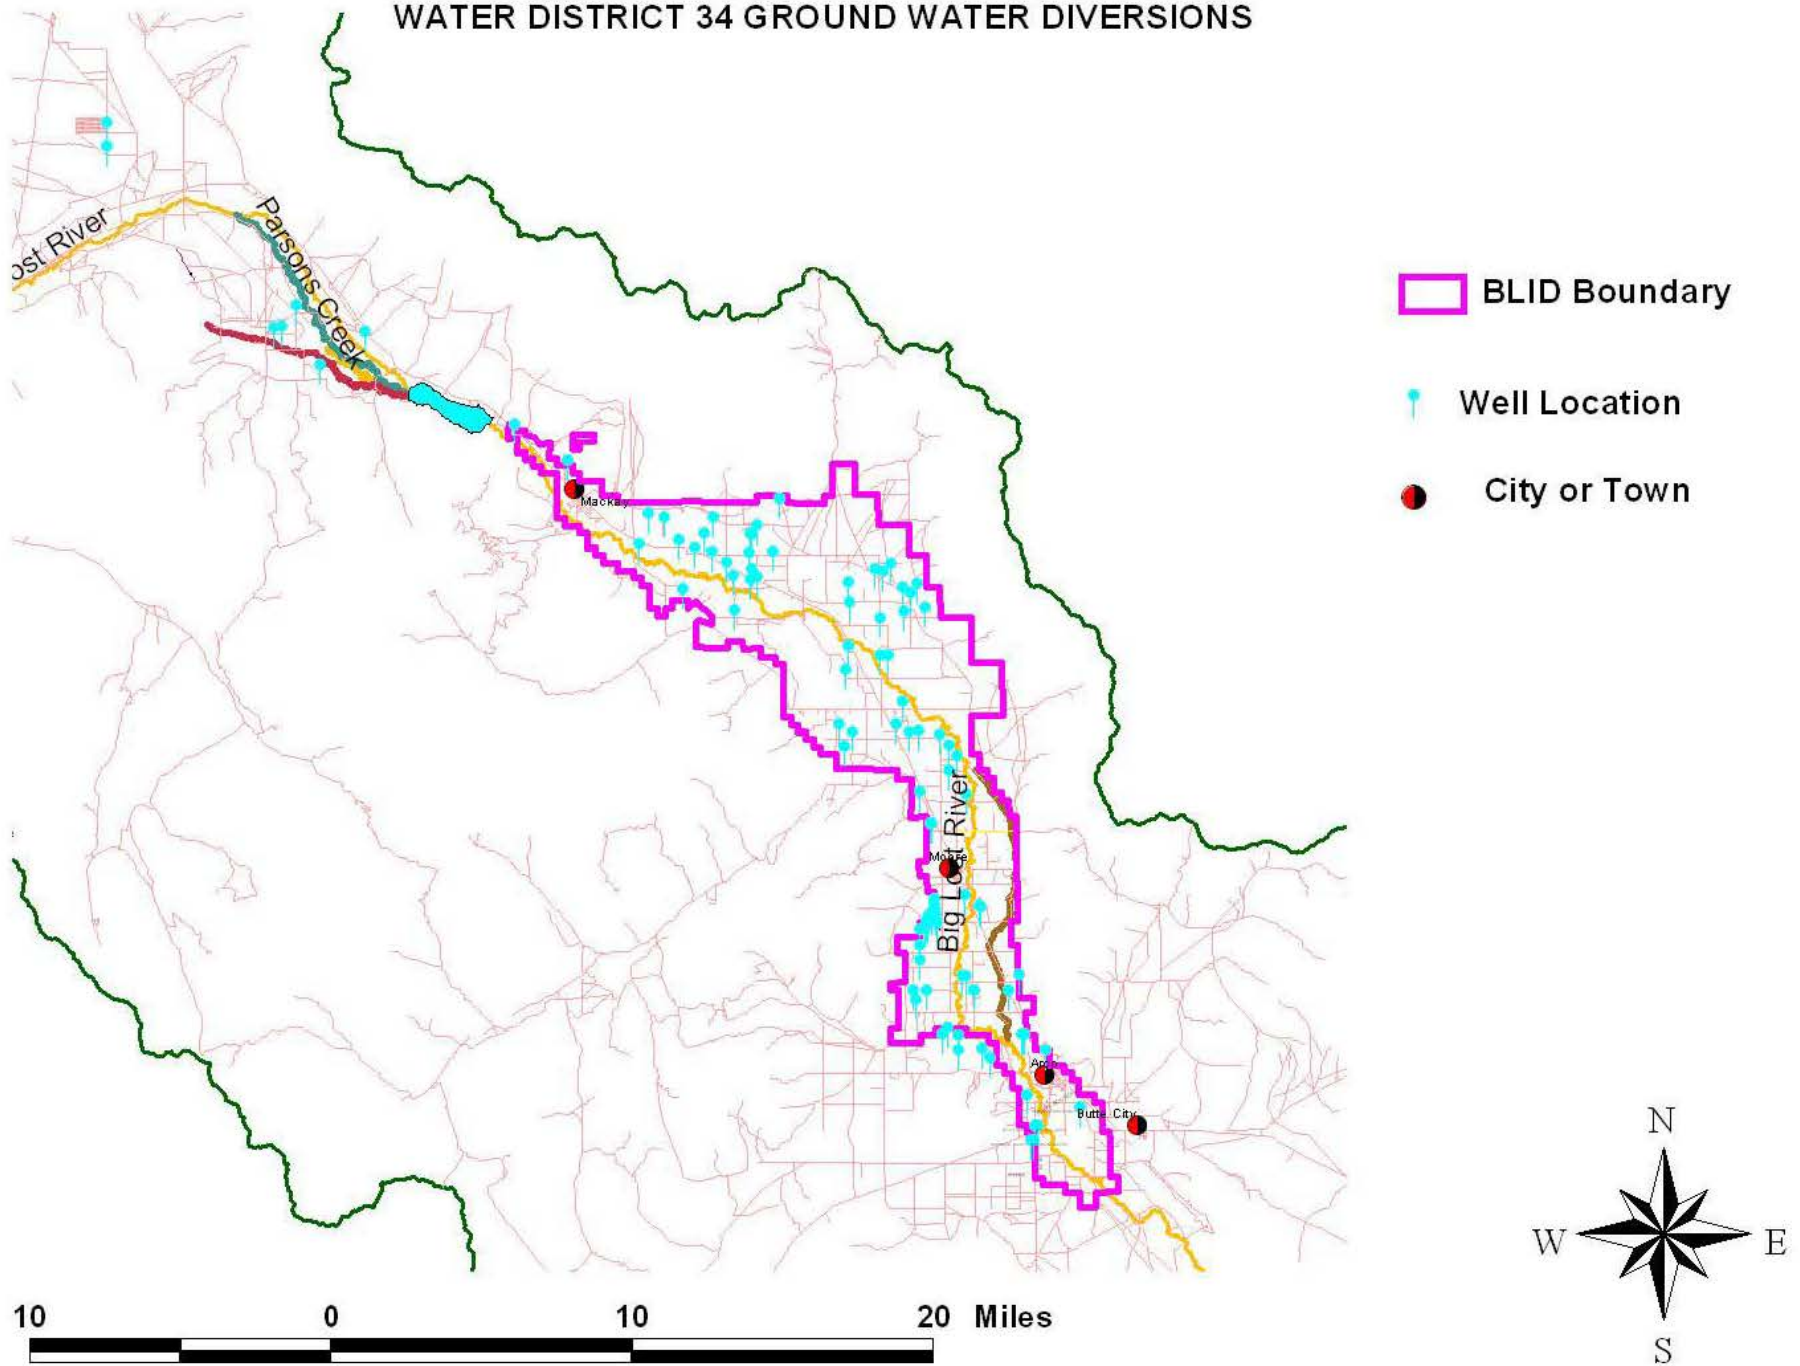 WATER DISTRICT 34 GROUND WATER DIVERSIONS
ost River
Parsons Creek
BLID Boundary
Well Location
City or Town
Mackay
Big Lost River
Moore
Arco
Butte City
N
W
E
S
10 0 10 20 Miles